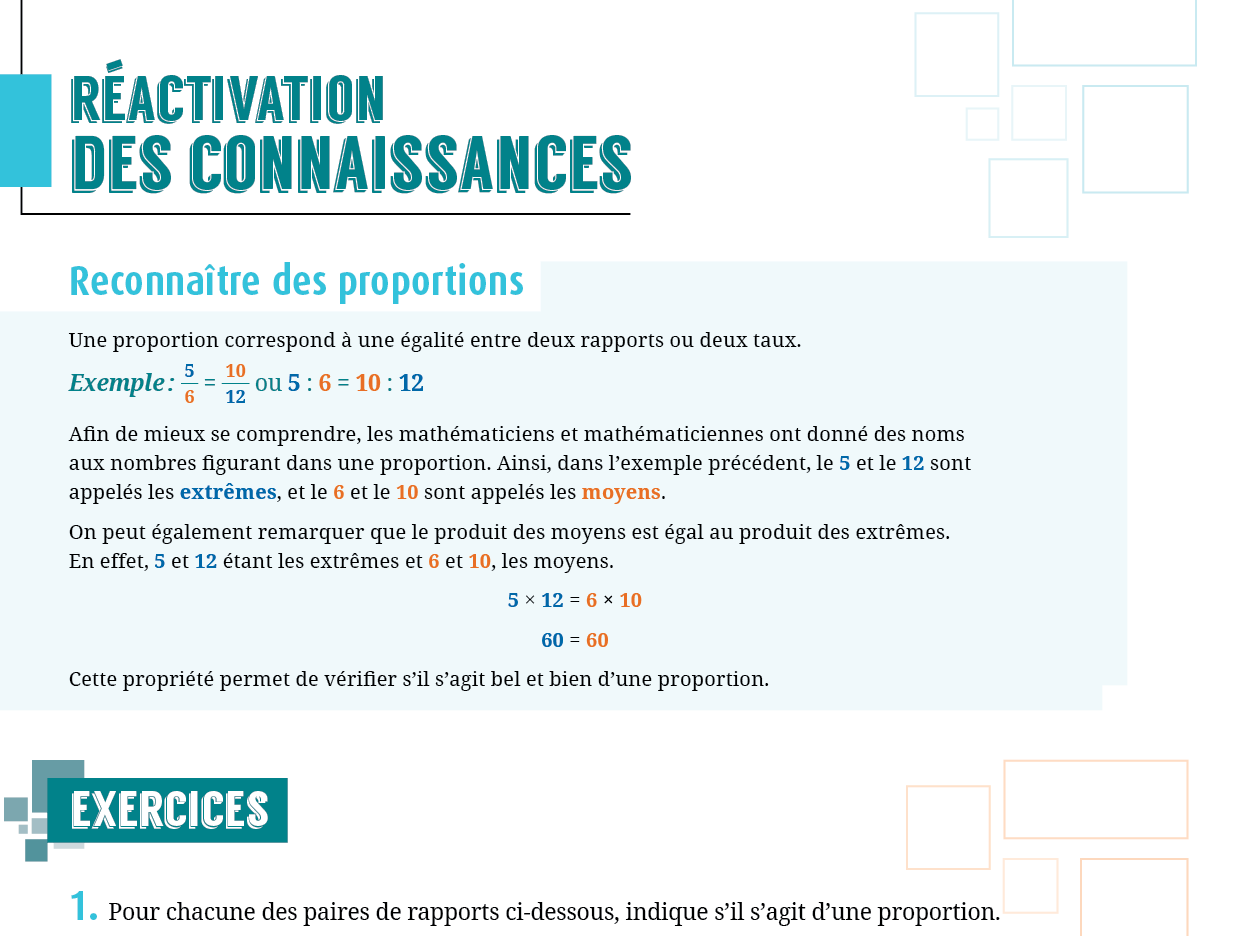 RÉACTIVATION
DES CONNAISSANCES
Reconnaître des proportions
Une proportion correspond à une égalité entre deux rapports ou deux taux.
Exemple : 5/6 = 10/12 ou 5 : 6 = 10 : 12
Afin de mieux se comprendre, les mathématiciens et mathématiciennes ont donné des noms
aux nombres figurant dans une proportion. Ainsi, dans l’exemple précédent, le 5 et le 12 sont
appelés les extrêmes, et le 6 et le 10 sont appelés les moyens.
On peut également remarquer que le produit des moyens est égal au produit des extrêmes.
En effet, 5 et 12 étant les extrêmes et 6 et 10, les moyens.
5 × 12 = 6 × 10
60 = 60
Cette propriété permet de vérifier s’il s’agit bel et bien d’une proportion.
EXERCICES
1. Pour chacune des paires de rapports ci-dessous, indique s’il s’agit d’une proportion.